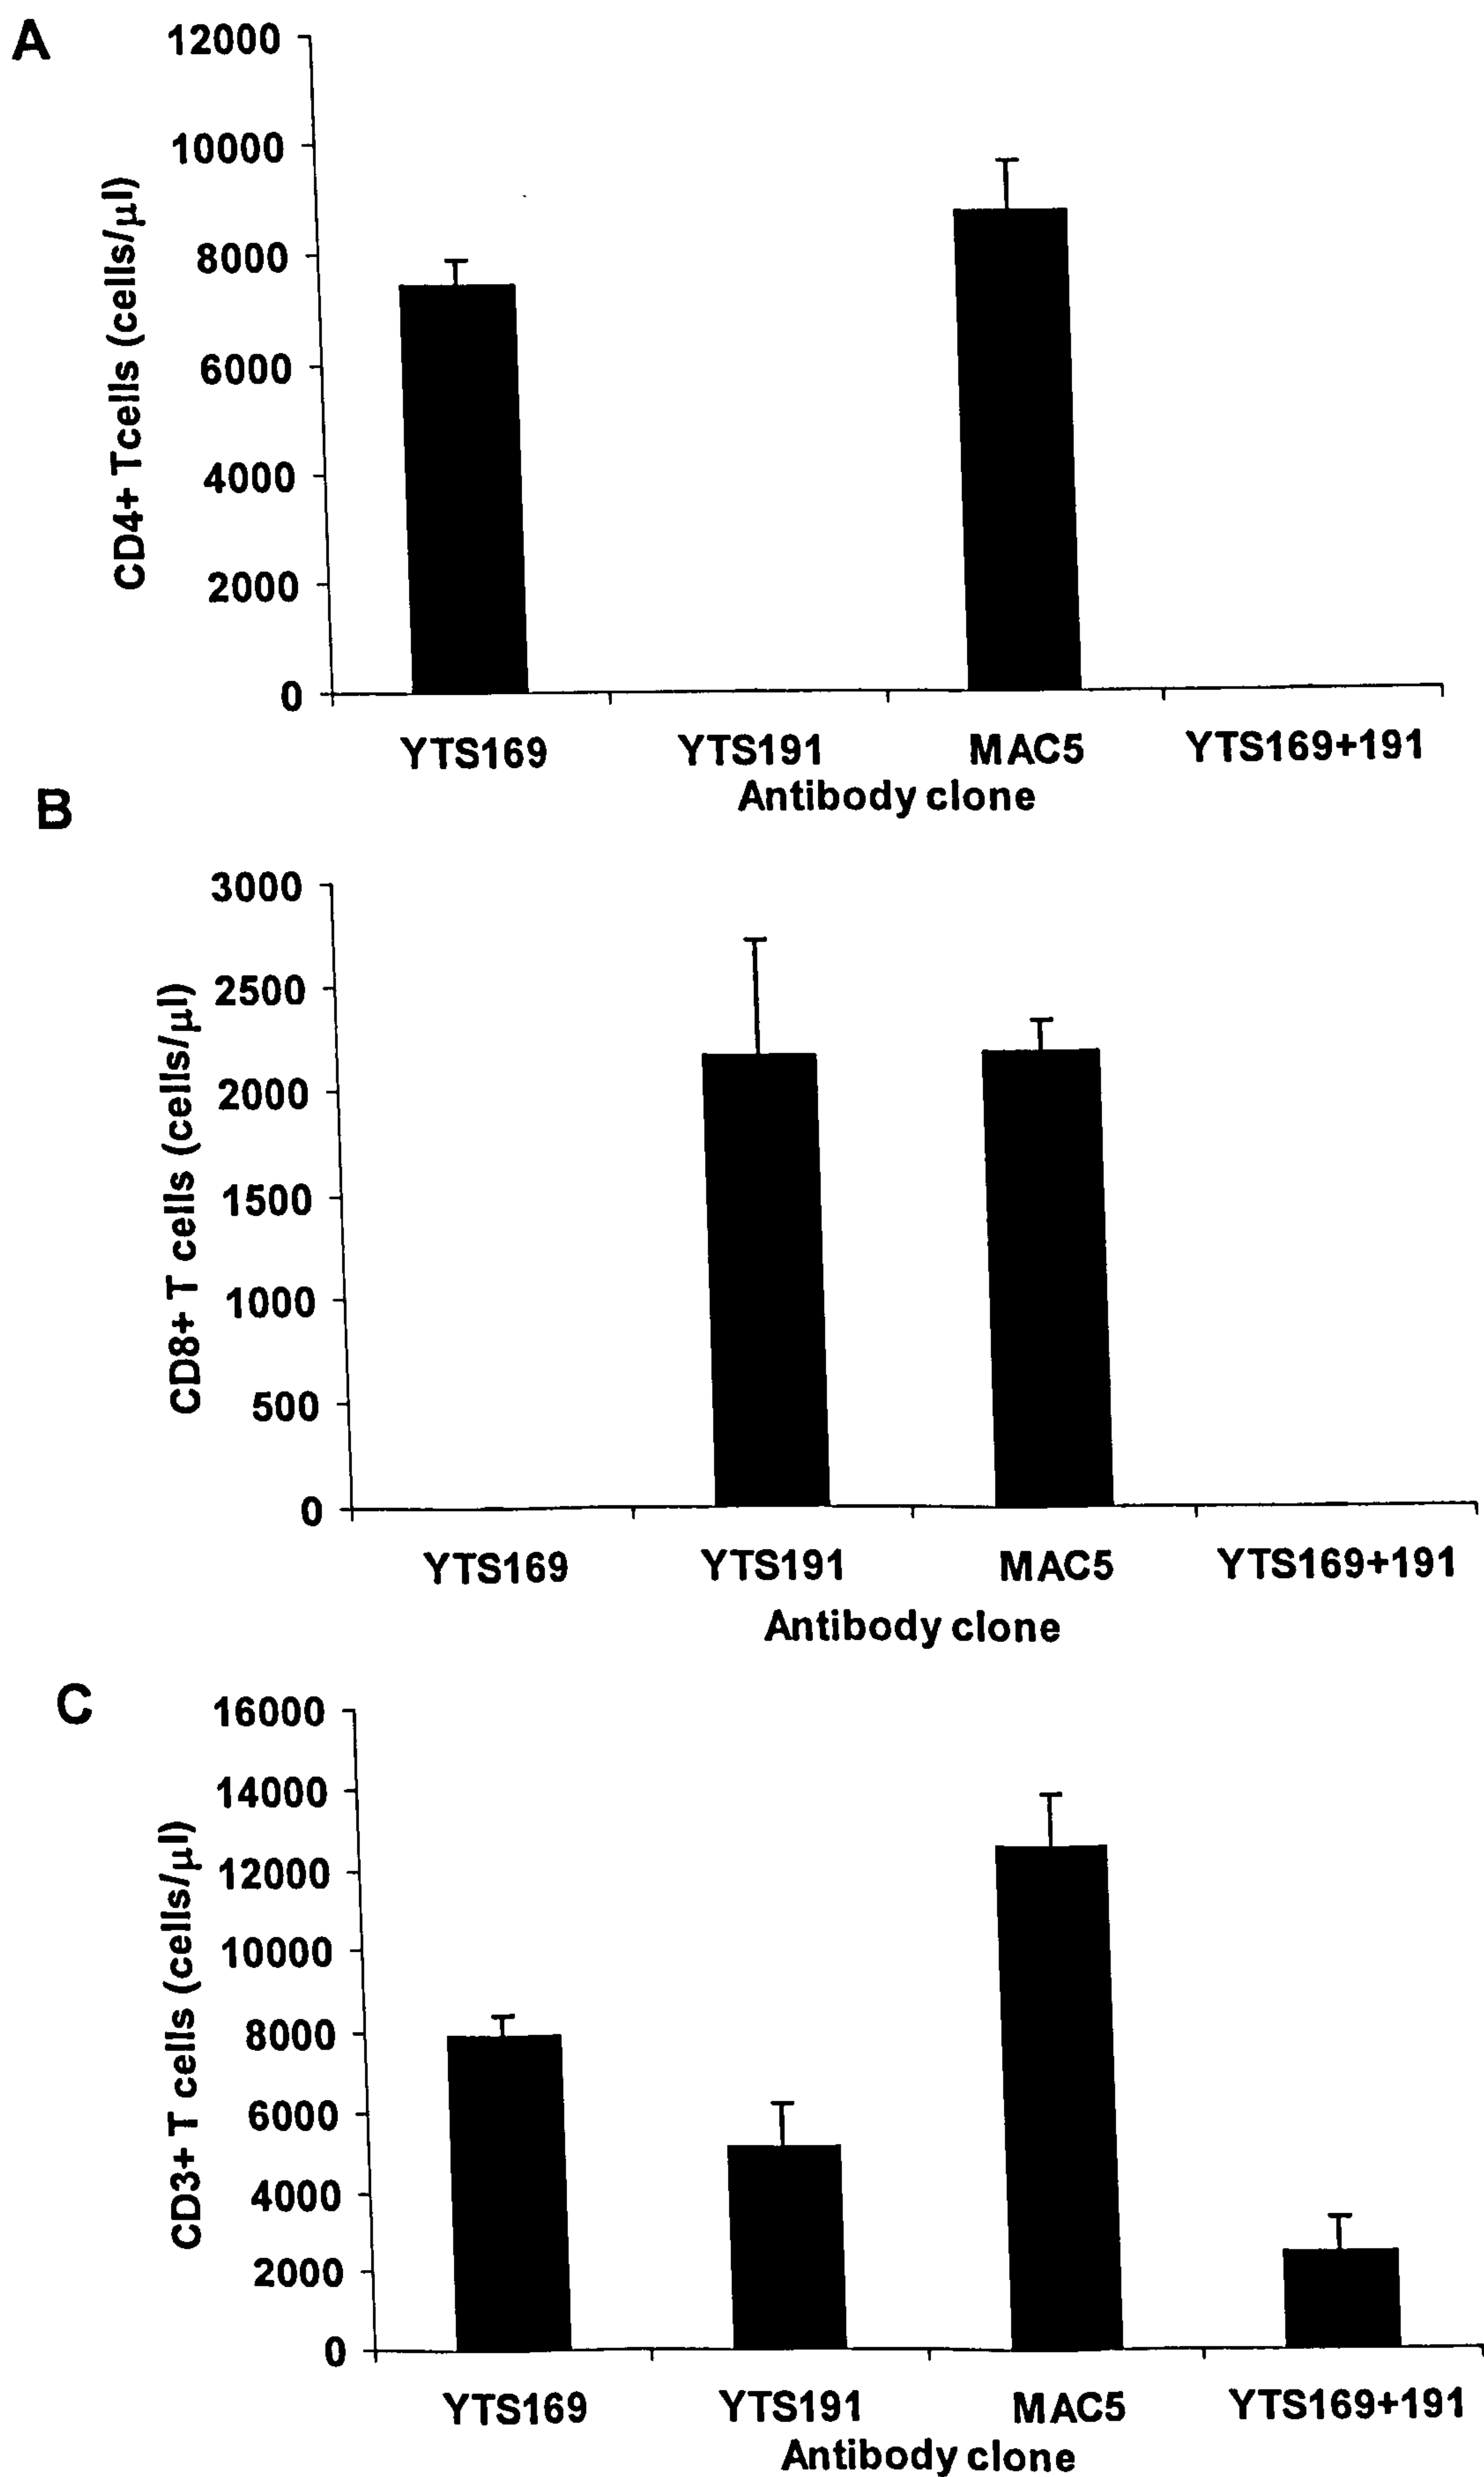 A
12000
10000
8000
6000
4000
2000
0
CD4+ Tcells (cells/µl)
YTS169 YTS191 MAC5 YTS169+191
Antibody clone
B
3000
2500
2000
1500
1000
500
0
CD8+ T cells (cells/µl)
YTS169 YTS191 MAC5 YTS169+191
Antibody clone
C
16000
14000
12000
10000
8000
6000
4000
2000
0
CD3+ T cells (cells/µl)
YTS169 YTS191 MAC5 YTS169+191
Antibody clone